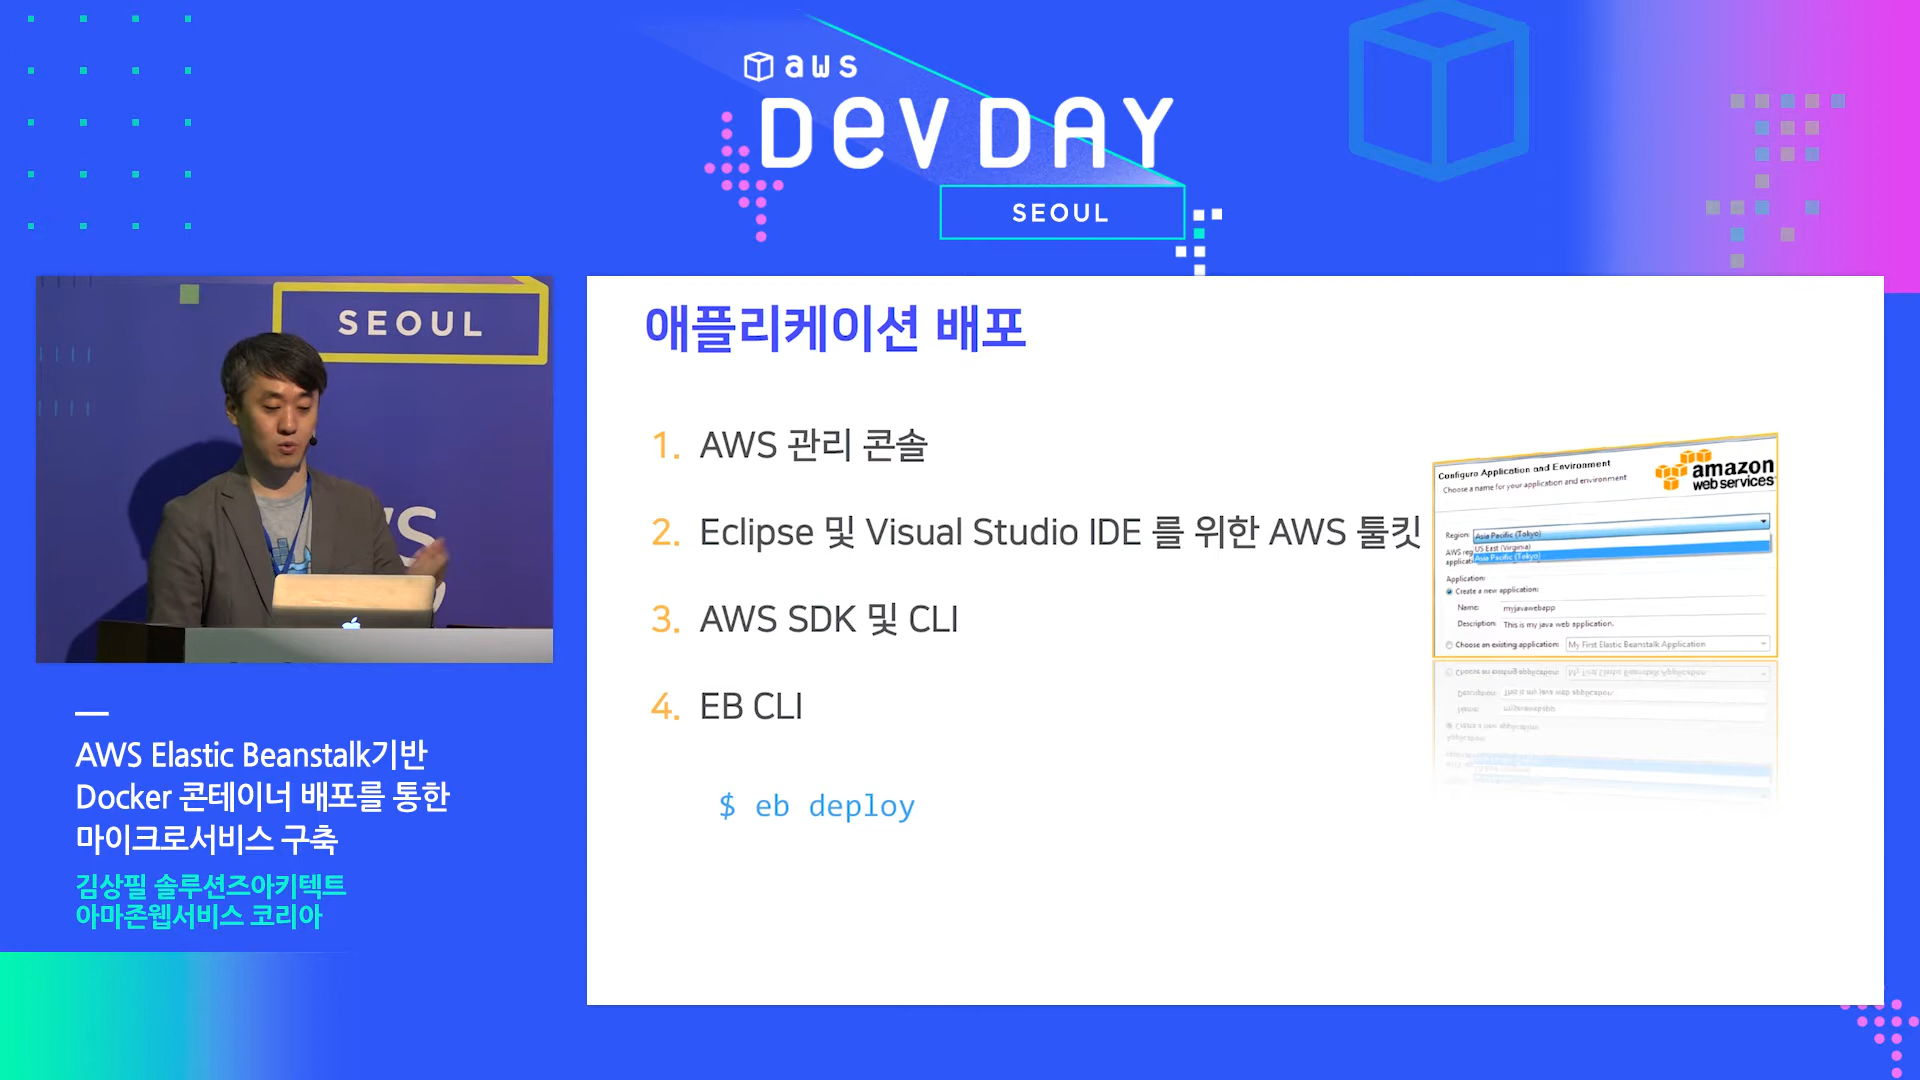 aws
DEV DAY
SEOUL
SEOUL
애플리케이션 배포
1. AWS 관리 콘솔
2. Eclipse 및 Visual Studio IDE 를 위한 AWS 툴킷
3. AWS SDK 및 CLI
4. EB CLI
$ eb deploy
Configure Application and Environment
Choose a name for your application and environment
amazon
web services
Region: Asia Pacific (Tokyo)
US East (Virginia)
AWS reg
Asia Pacific (Tokyo)
applicati
Application:
Create a new application:
Name: myjavawebapp
Description: This is my java web application.
Choose an existing application: My First Elastic Beanstalk Application
AWS Elastic Beanstalk기반
Docker 콘테이너 배포를 통한
마이크로서비스 구축
김상필 솔루션즈아키텍트
아마존웹서비스 코리아